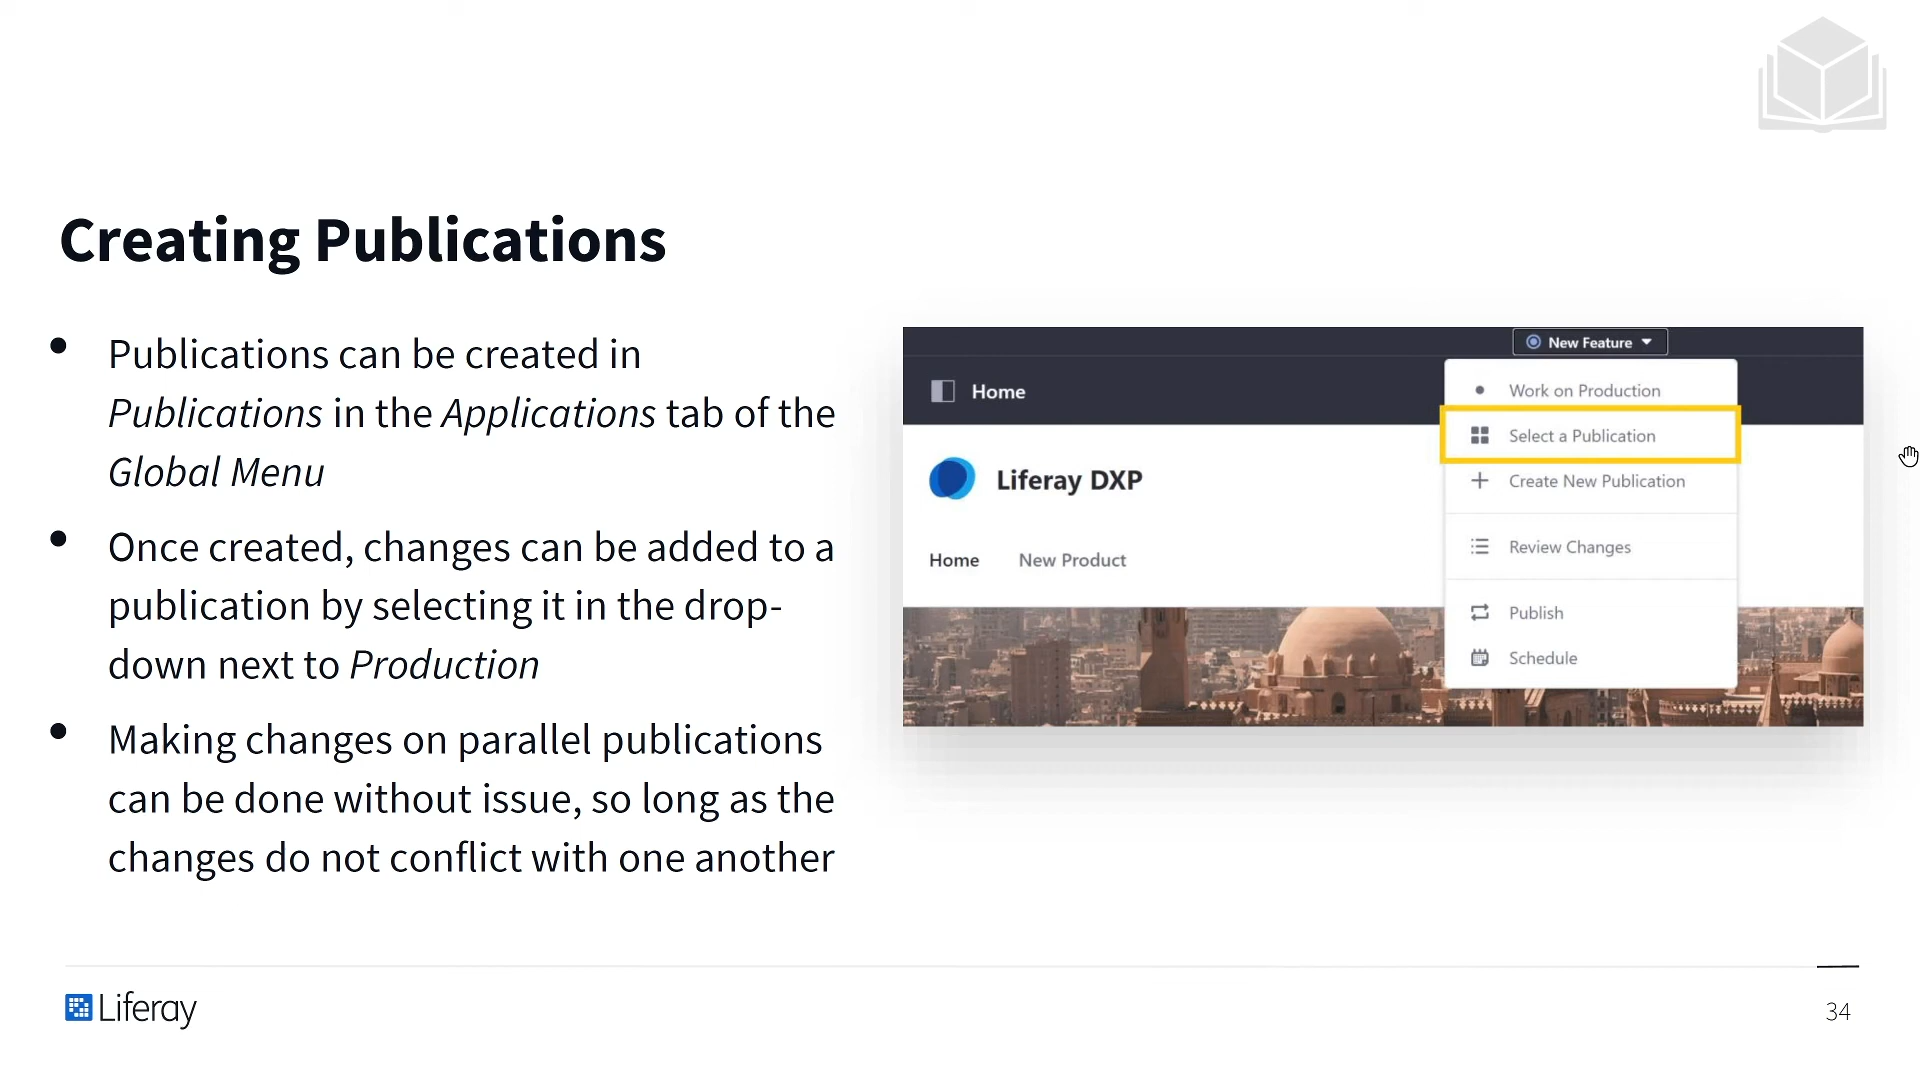 Creating Publications
Publications can be created in
Publications in the Applications tab of the
Global Menu
Once created, changes can be added to a
publication by selecting it in the drop-
down next to Production
Making changes on parallel publications
can be done without issue, so long as the
changes do not conflict with one another
New Feature
Home
Work on Production
Select a Publication
Liferay DXP
Create New Publication
Review Changes
Home New Product
Publish
Schedule
Liferay
34